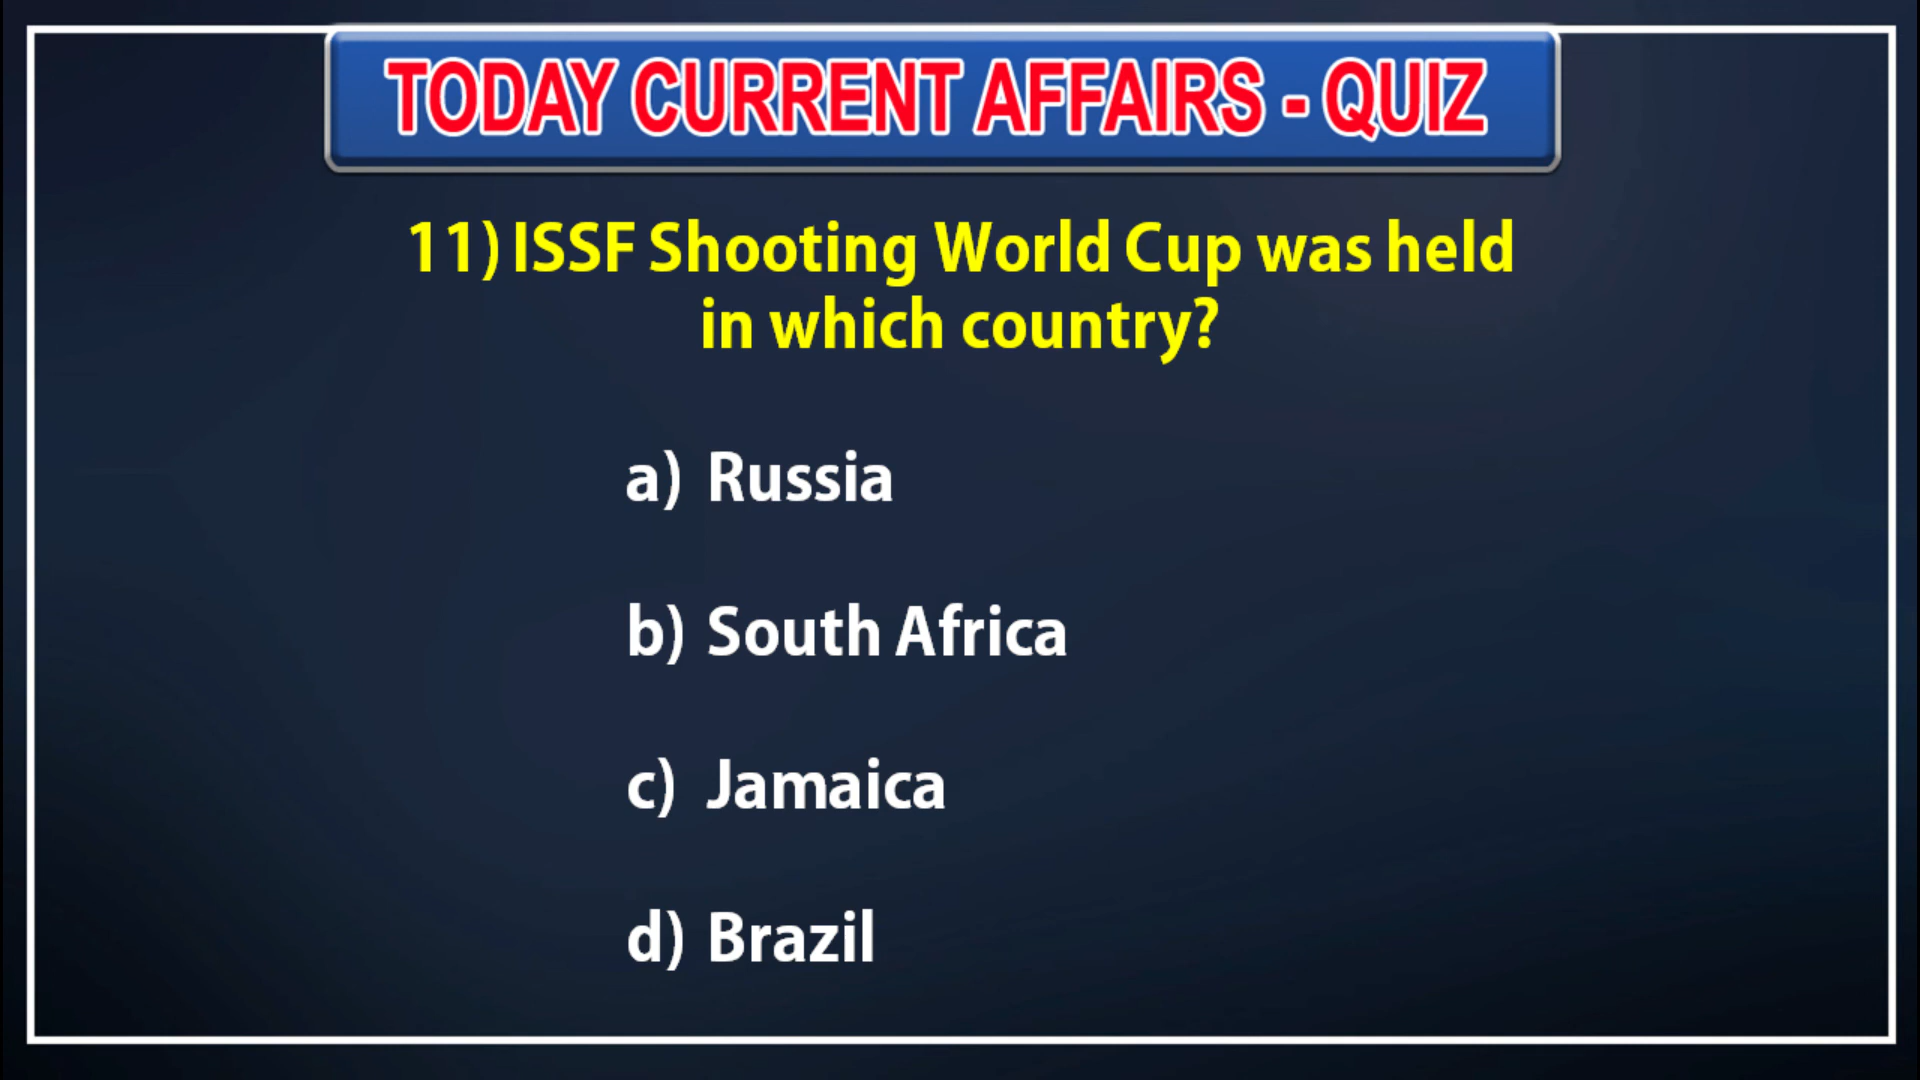 TODAY CURRENT AFFAIRS - QUIZ
11) ISSF Shooting World Cup was held
in which country?
a) Russia
b) South Africa
c) Jamaica
d) Brazil